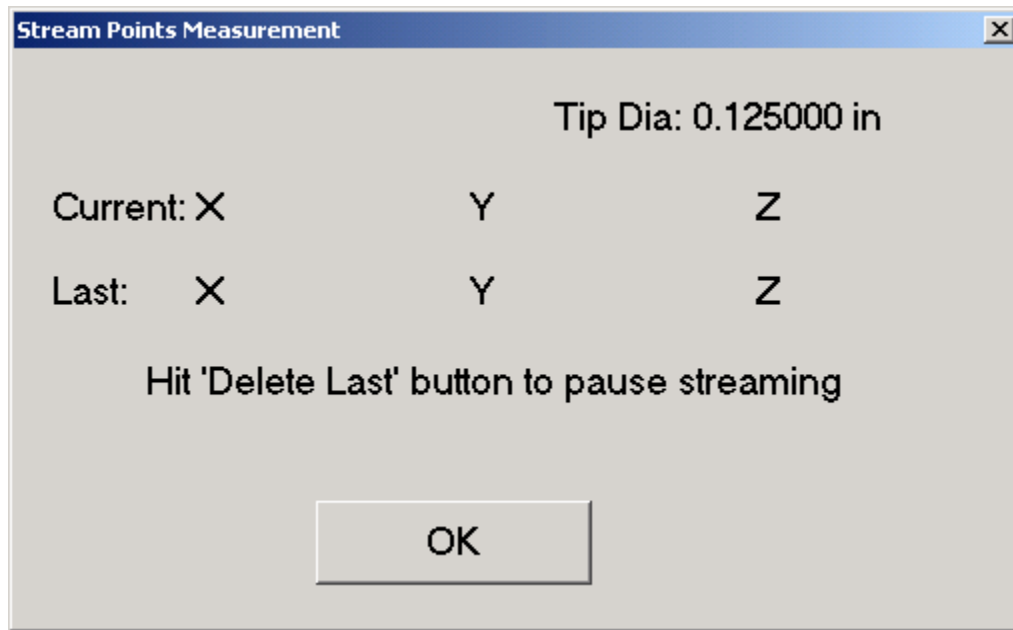 Stream Points Measurement
Tip Dia: 0.125000 in
Current: X Y Z
Last: X Y Z
Hit 'Delete Last' button to pause streaming
OK